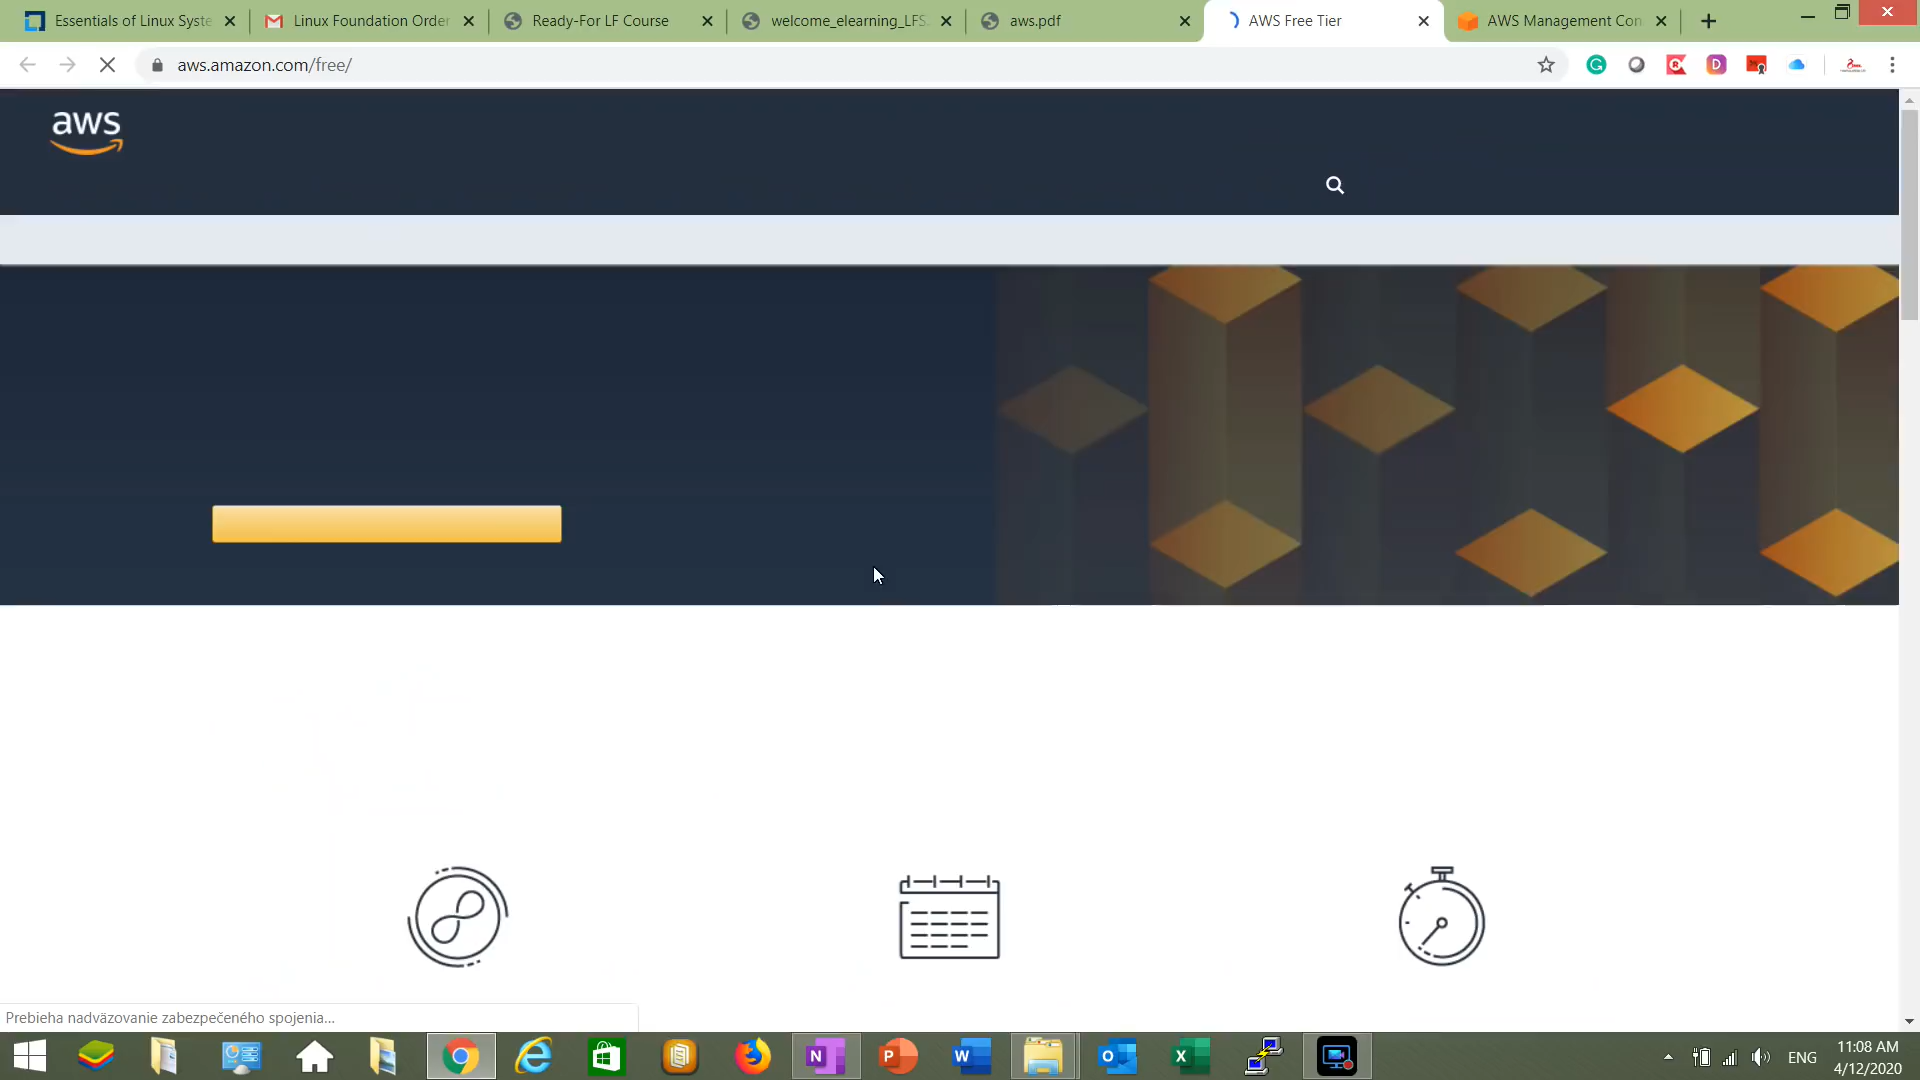 Essentials of Linux Syste
Linux Foundation Order
Ready-For LF Course
welcome_elearning_LFS.
aws.pdf
AWS Free Tier
AWS Management Con
aws.amazon.com/free/
aws
Prebieha nadväzovanie zabezpečeného spojenia...
ENG
11:08 AM
4/12/2020